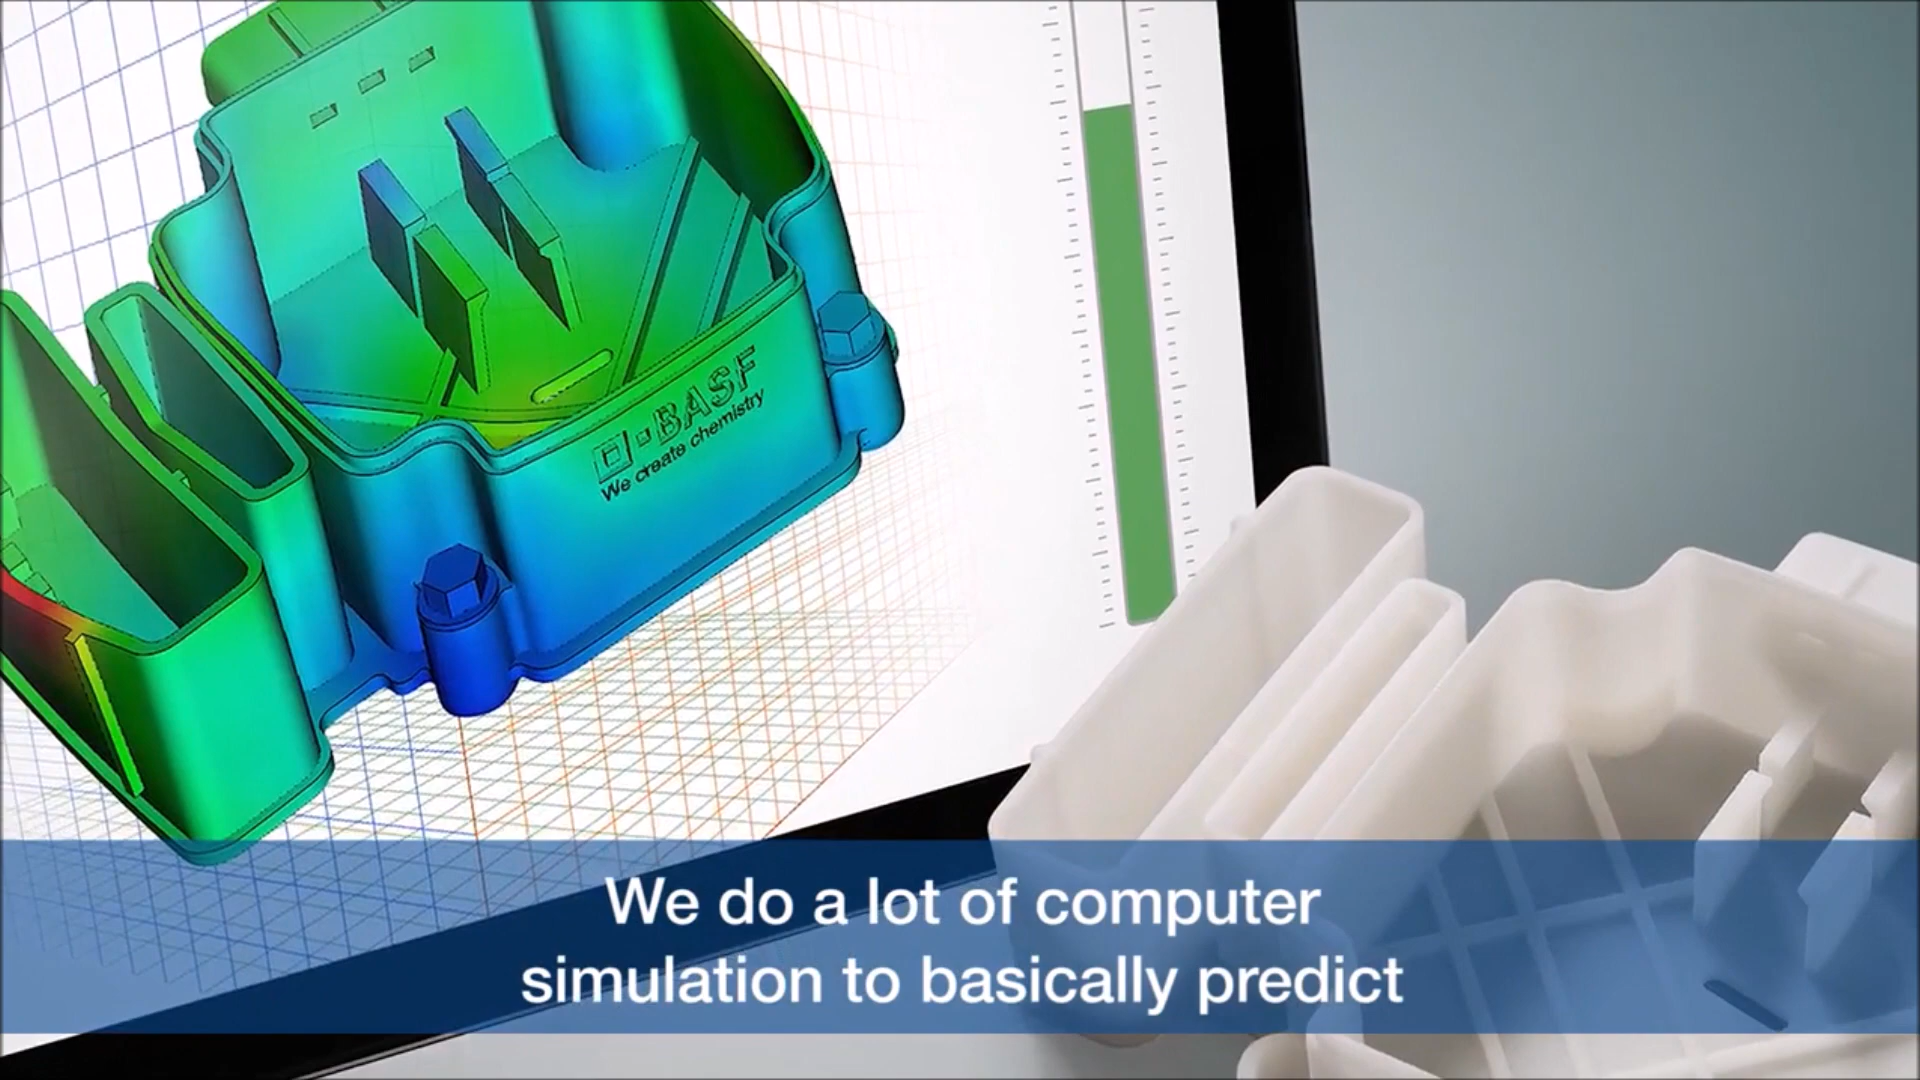 BASF
We create chemistry
We do a lot of computer
simulation to basically predict